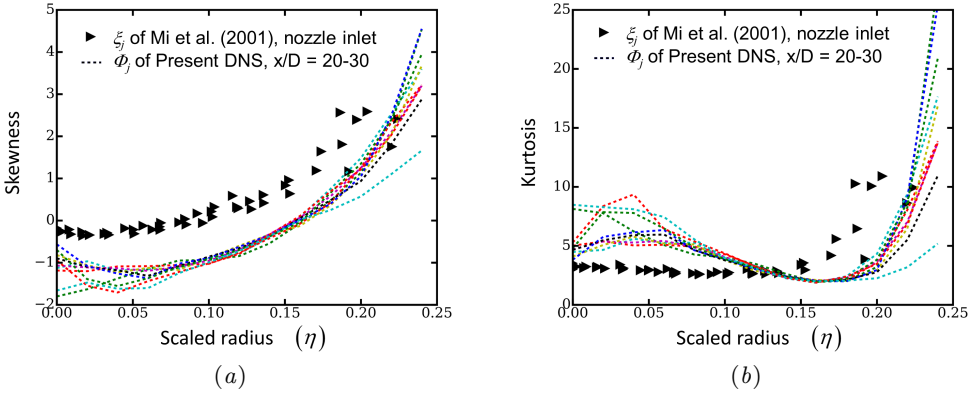 5
4
3
2
1
0
−1
−2
Skewness
ξj of Mi et al. (2001), nozzle inlet
Φj of Present DNS, x/D = 20-30
0.00 0.05 0.10 0.15 0.20 0.25
Scaled radius (η)
(a)
25
20
15
10
5
0
Kurtosis
ξj of Mi et al. (2001), nozzle inlet
Φj of Present DNS, x/D = 20-30
0.00 0.05 0.10 0.15 0.20 0.25
Scaled radius (η)
(b)